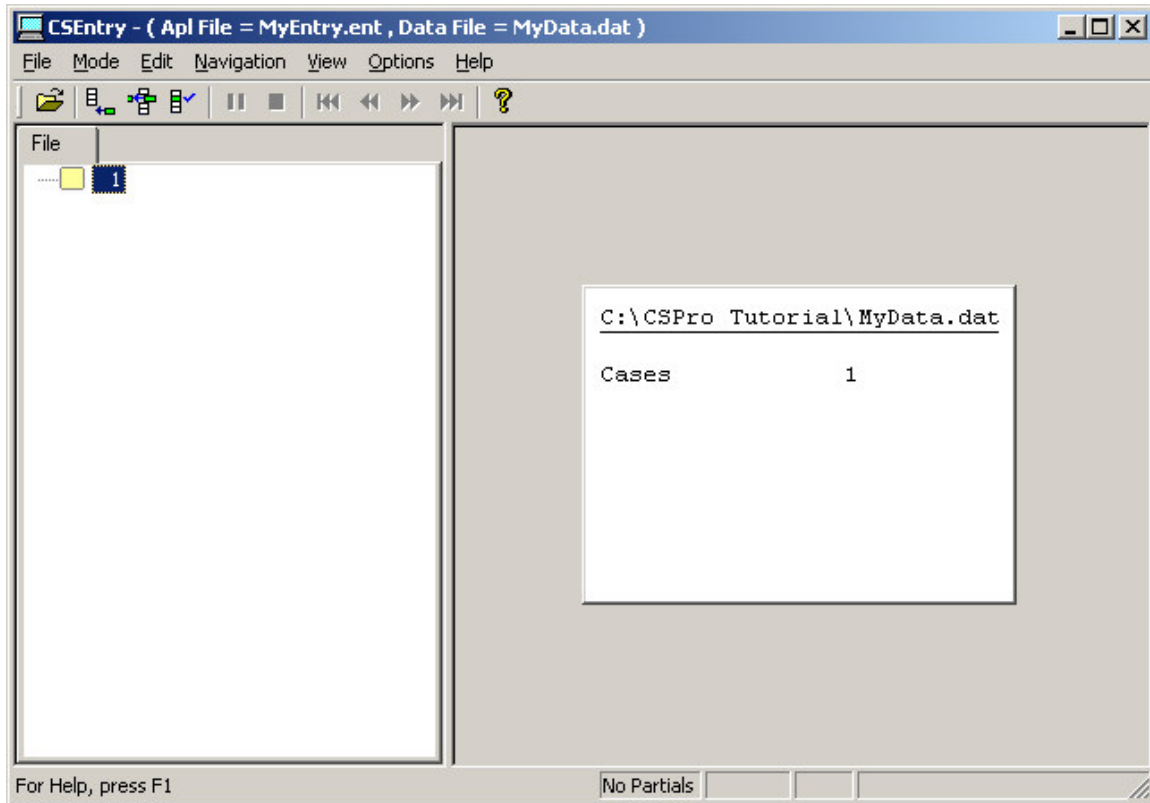 CSEntry - ( Apl File = MyEntry.ent , Data File = MyData.dat )
File Mode Edit Navigation View Options Help
File
1
C:\CSPro Tutorial\MyData.dat
Cases 1
For Help, press F1
No Partials